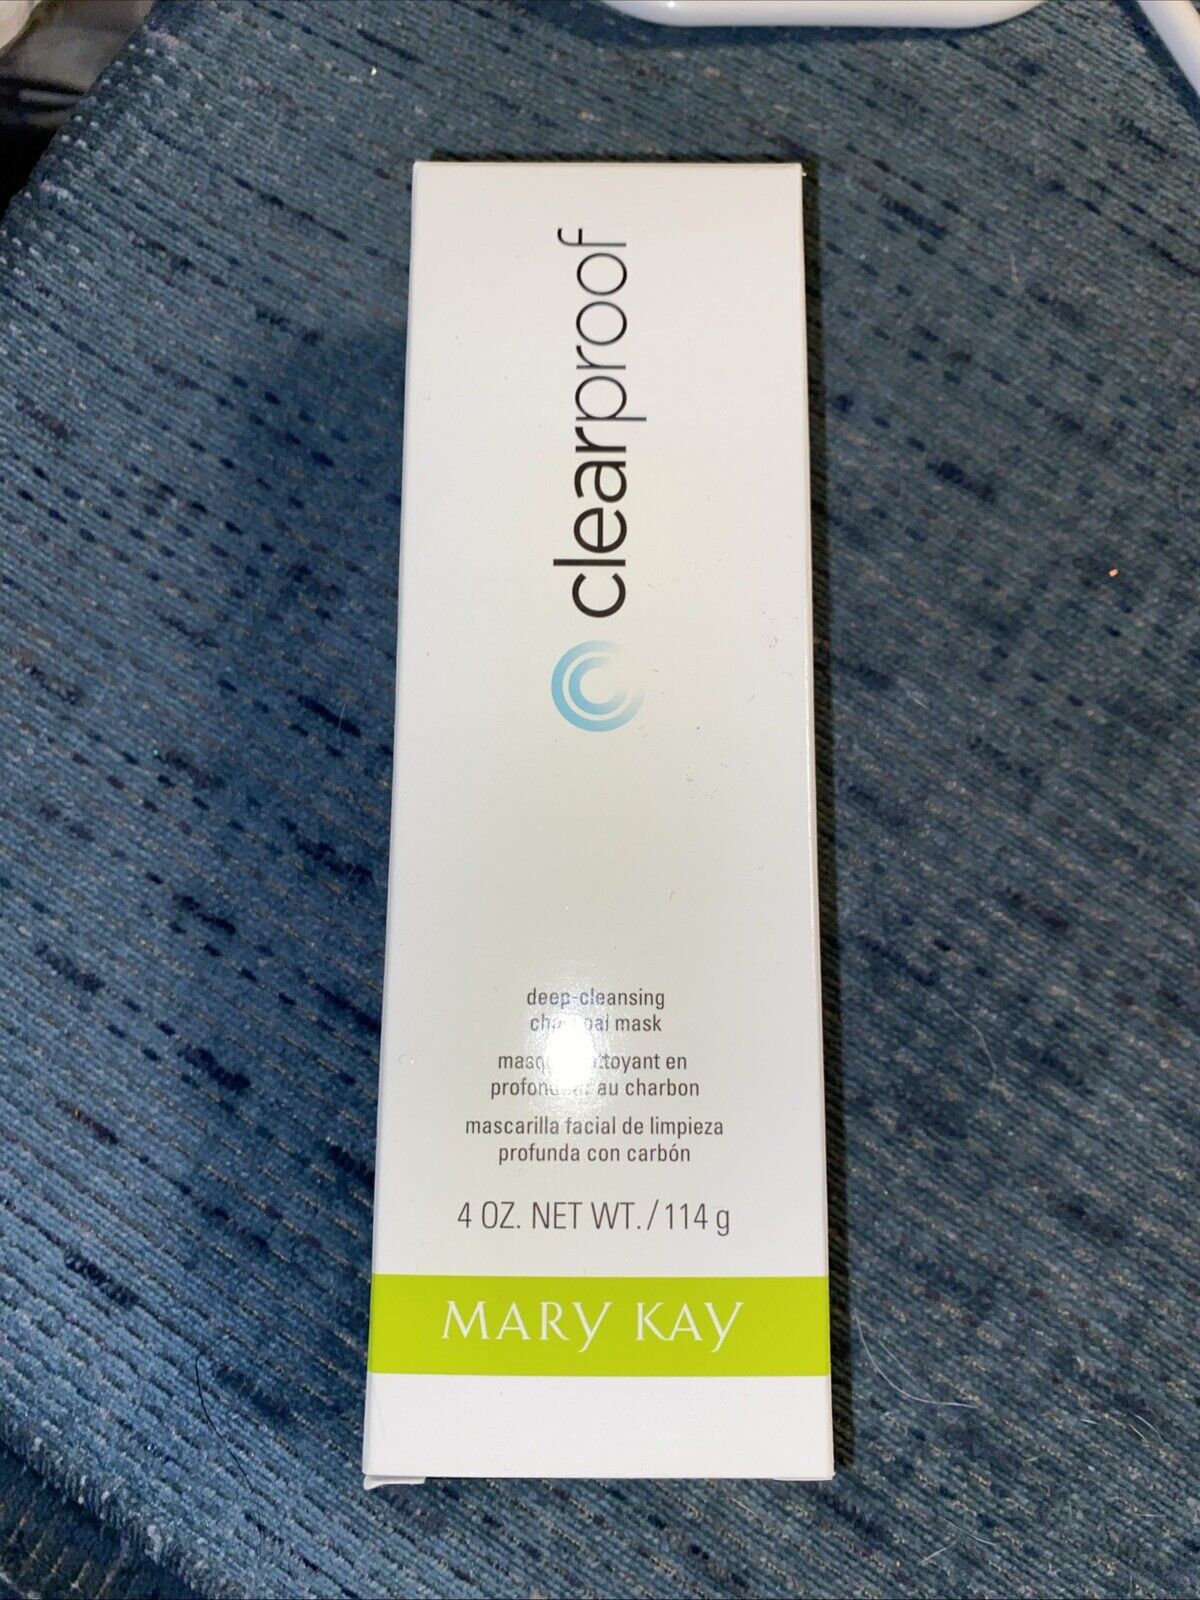 clearproof
deep-cleansing
mask
en
au charbon
mascarilla facial de limpieza
profunda con carbón
4 OZ. NET WT. / 114 g
MARY KAY